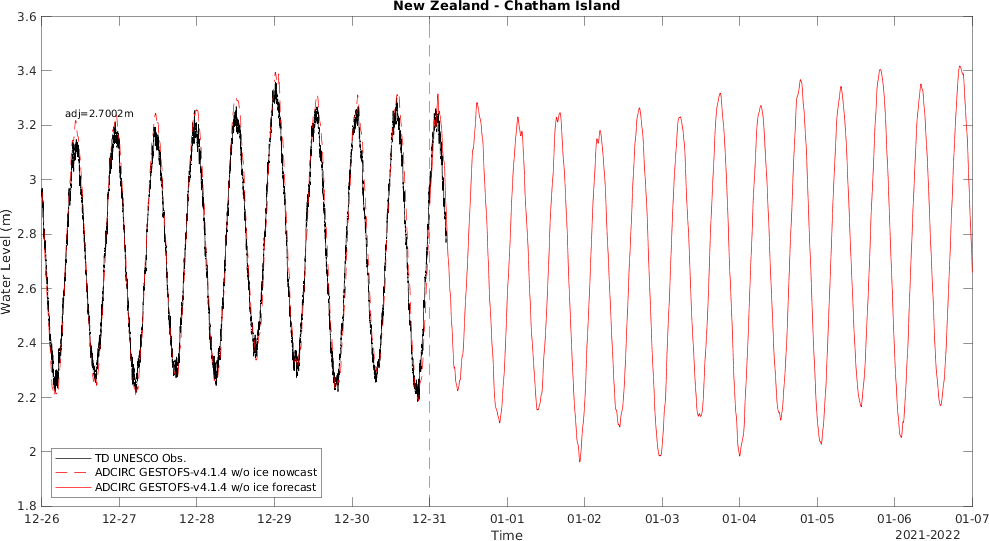 New Zealand - Chatham Island
3.6
3.4
3.2
3
2.8
2.6
2.4
2.2
2
1.8
Water Level (m)
adj=2.7002m
TD UNESCO Obs.
ADCIRC GESTOFS-v4.1.4 w/o ice nowcast
ADCIRC GESTOFS-v4.1.4 w/o ice forecast
12-26 12-27 12-28 12-29 12-30 12-31 01-01 01-02 01-03 01-04 01-05 01-06 01-07
Time
2021-2022